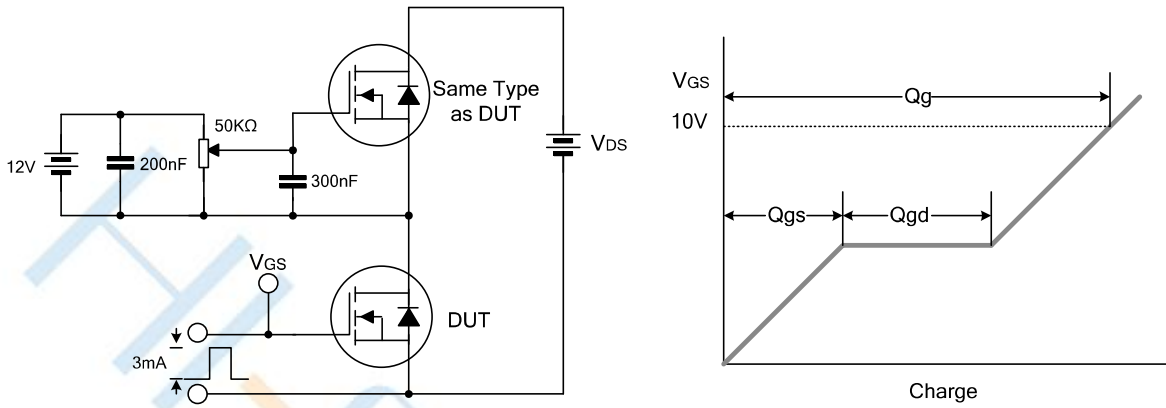 Same Type
as DUT
50KΩ
12V
200nF
300nF
VDS
VGS
DUT
3mA
VGS
10V
Qg
Qgs
Qgd
Charge